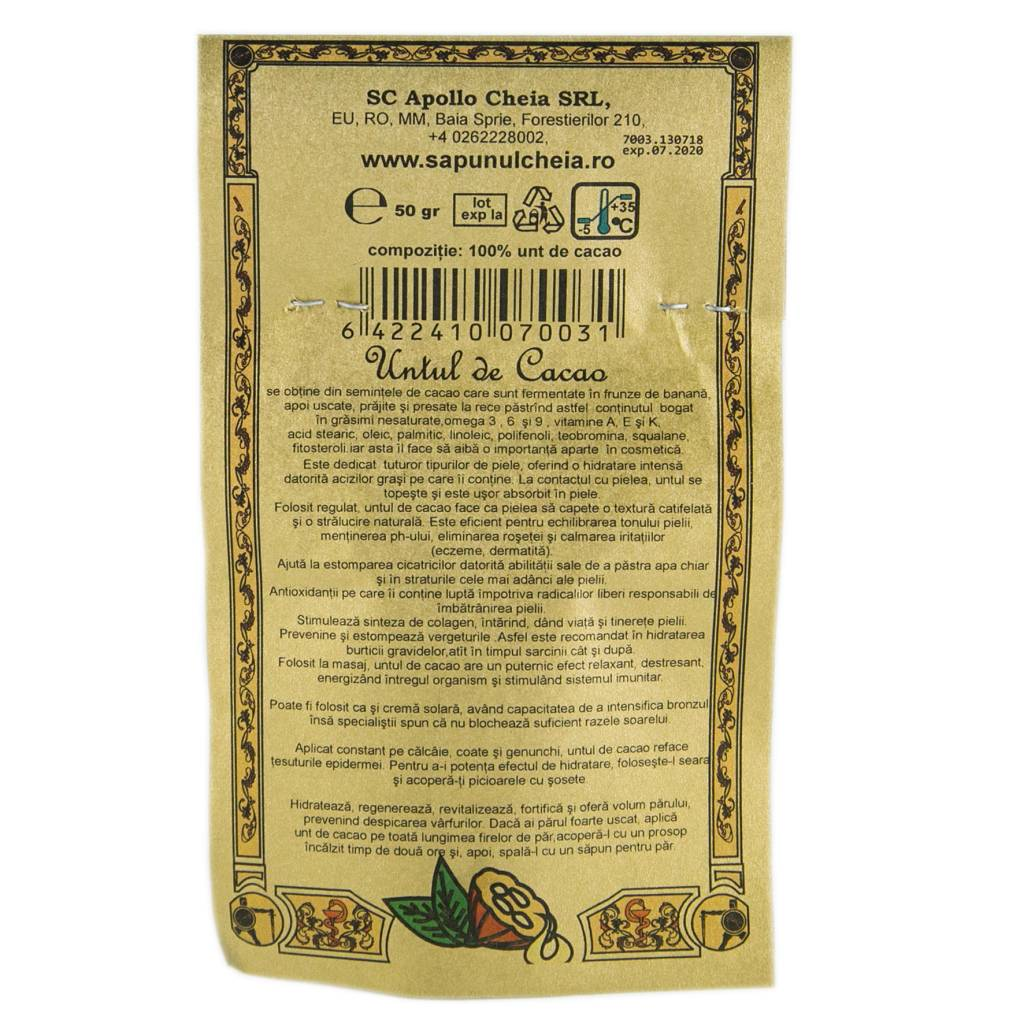 SC Apollo Cheia SRL,
EU, RO, MM, Baia Sprie, Forestierilor 210,
+4 0262228002,
7003.130718
exp.07.2020
www.sapunulcheia.ro
℮ 50 gr
lot
exp la
+35
-5 °C
compoziție: 100% unt de cacao
6 422410 070031
Untul de Cacao
se obține din semințele de cacao care sunt fermentate în frunze de banană,
apoi uscate, prăjite și presate la rece păstrînd astfel conținutul bogat
în grăsimi nesaturate,omega 3 , 6 și 9 , vitamine A, E și K,
acid stearic, oleic, palmitic, linoleic, polifenoli, teobromina, squalane,
fitosteroli.iar asta îl face să aibă o importanță aparte în cosmetică.
Este dedicat tuturor tipurilor de piele, oferind o hidratare intensă
datorită acizilor grași pe care îi conține. La contactul cu pielea, untul se
topește și este ușor absorbit în piele.
Folosit regulat, untul de cacao face ca pielea să capete o textură catifelată
și o strălucire naturală. Este eficient pentru echilibrarea tonului pielii,
menținerea ph-ului, eliminarea roșeței și calmarea iritațiilor
(eczeme, dermatită).
Ajută la estomparea cicatricilor datorită abilității sale de a păstra apa chiar
și în straturile cele mai adânci ale pielii.
Antioxidanții pe care îi conține luptă împotriva radicalilor liberi responsabili de
îmbătrânirea pielii.
Stimulează sinteza de colagen, întărind, dând viață și tinerețe pielii.
Prevenine și estompează vergeturile .Asfel este recomandat în hidratarea
burticii gravidelor,atît în timpul sarcinii cât și după.
Folosit la masaj, untul de cacao are un puternic efect relaxant, destresant,
energizând întregul organism și stimulând sistemul imunitar.
Poate fi folosit ca și cremă solară, având capacitatea de a intensifica bronzul
însă specialiștii spun că nu blochează suficient razele soarelui.
Aplicat constant pe călcâie, coate și genunchi, untul de cacao reface
țesuturile epidermei. Pentru a-i potența efectul de hidratare, folosește-l seara
și acoperă-ți picioarele cu șosete.
Hidratează, regenerează, revitalizează, fortifică și oferă volum părului,
prevenind despicarea vârfurilor. Dacă ai părul foarte uscat, aplică
unt de cacao pe toată lungimea firelor de păr,acoperă-l cu un prosop
încălzit timp de două ore și, apoi, spală-l cu un săpun pentru păr.